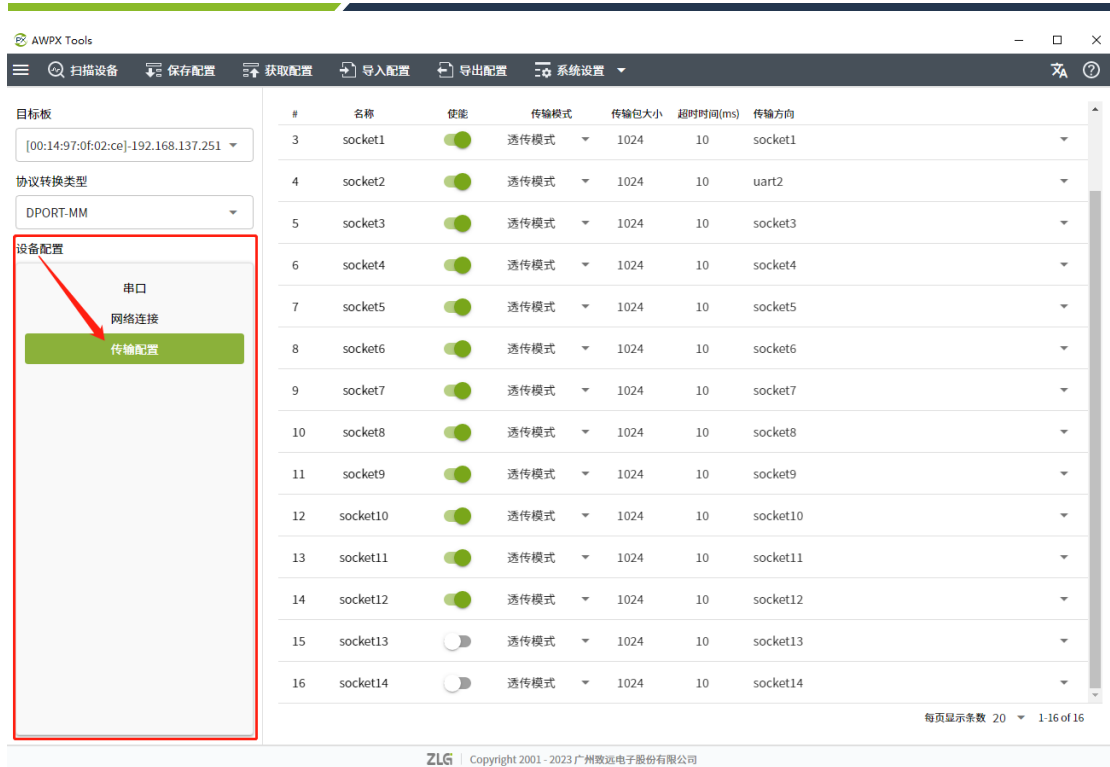 AWPX Tools
扫描设备 保存配置 获取配置 导入配置 导出配置 系统设置
目标板
[00:14:97:0f:02:ce]-192.168.137.251
协议转换类型
DPORT-MM
设备配置
串口
网络连接
传输配置
# 名称 使能 传输模式 传输包大小 超时时间(ms) 传输方向
3 socket1 透传模式 1024 10 socket1
4 socket2 透传模式 1024 10 uart2
5 socket3 透传模式 1024 10 socket3
6 socket4 透传模式 1024 10 socket4
7 socket5 透传模式 1024 10 socket5
8 socket6 透传模式 1024 10 socket6
9 socket7 透传模式 1024 10 socket7
10 socket8 透传模式 1024 10 socket8
11 socket9 透传模式 1024 10 socket9
12 socket10 透传模式 1024 10 socket10
13 socket11 透传模式 1024 10 socket11
14 socket12 透传模式 1024 10 socket12
15 socket13 透传模式 1024 10 socket13
16 socket14 透传模式 1024 10 socket14
每页显示条数 20 1-16 of 16
ZLG Copyright 2001 - 2023 广州致远电子股份有限公司